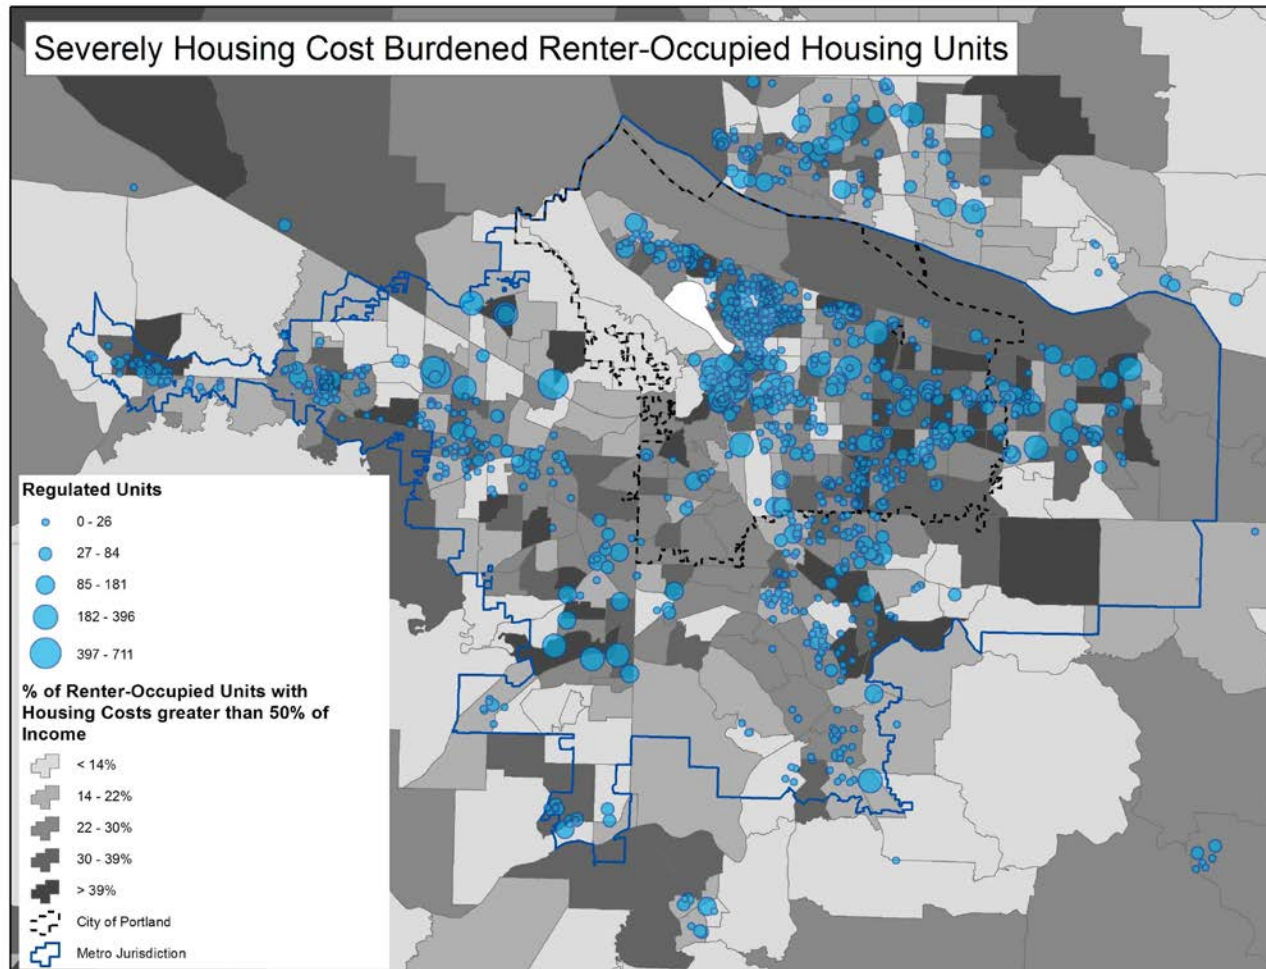 Severely Housing Cost Burdened Renter-Occupied Housing Units
Regulated Units
0 - 26
27 - 84
85 - 181
182 - 396
397 - 711
% of Renter-Occupied Units with
Housing Costs greater than 50% of
Income
< 14%
14 - 22%
22 - 30%
30 - 39%
> 39%
City of Portland
Metro Jurisdiction